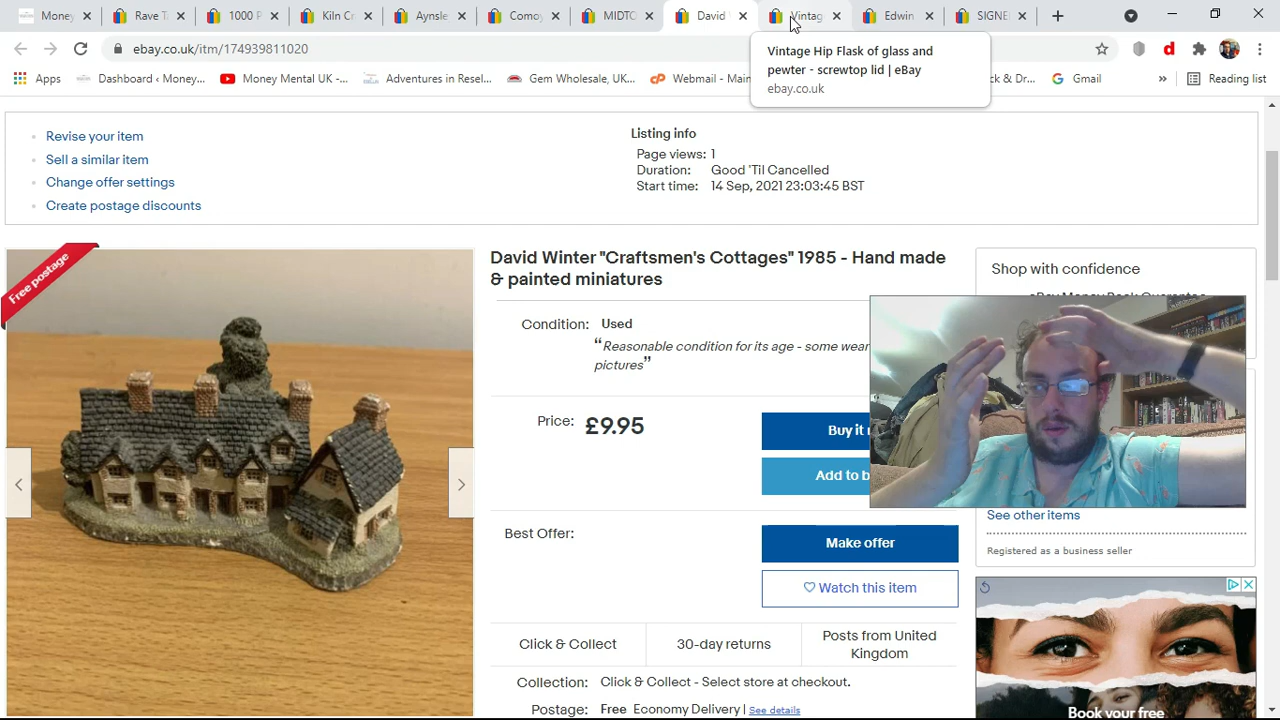 Money
Rave T
1000 P
Kiln Cr
Aynsle
Comoy
MIDTO
David
Vintag
Edwin
SIGNE
ebay.co.uk/itm/174939811020
Vintage Hip Flask of glass and
pewter - screwtop lid | eBay
ebay.co.uk
Apps
Dashboard ‹ Money...
Money Mental UK -...
Adventures in Resel...
Gem Wholesale, UK...
Webmail - Main
k & Dr...
Gmail
»
Reading list
Revise your item
Sell a similar item
Change offer settings
Create postage discounts
Listing info
Page views: 1
Duration: Good 'Til Cancelled
Start time: 14 Sep, 2021 23:03:45 BST
Free postage
David Winter "Craftsmen's Cottages" 1985 - Hand made
& painted miniatures
Condition: Used
“Reasonable condition for its age - some wear
pictures”
Price: £9.95
Buy it
Add to b
Best Offer:
Make offer
Watch this item
Click & Collect
30-day returns
Posts from United
Kingdom
Collection: Click & Collect - Select store at checkout.
Postage: Free Economy Delivery | See details
Shop with confidence
See other items
Registered as a business seller
Book your free